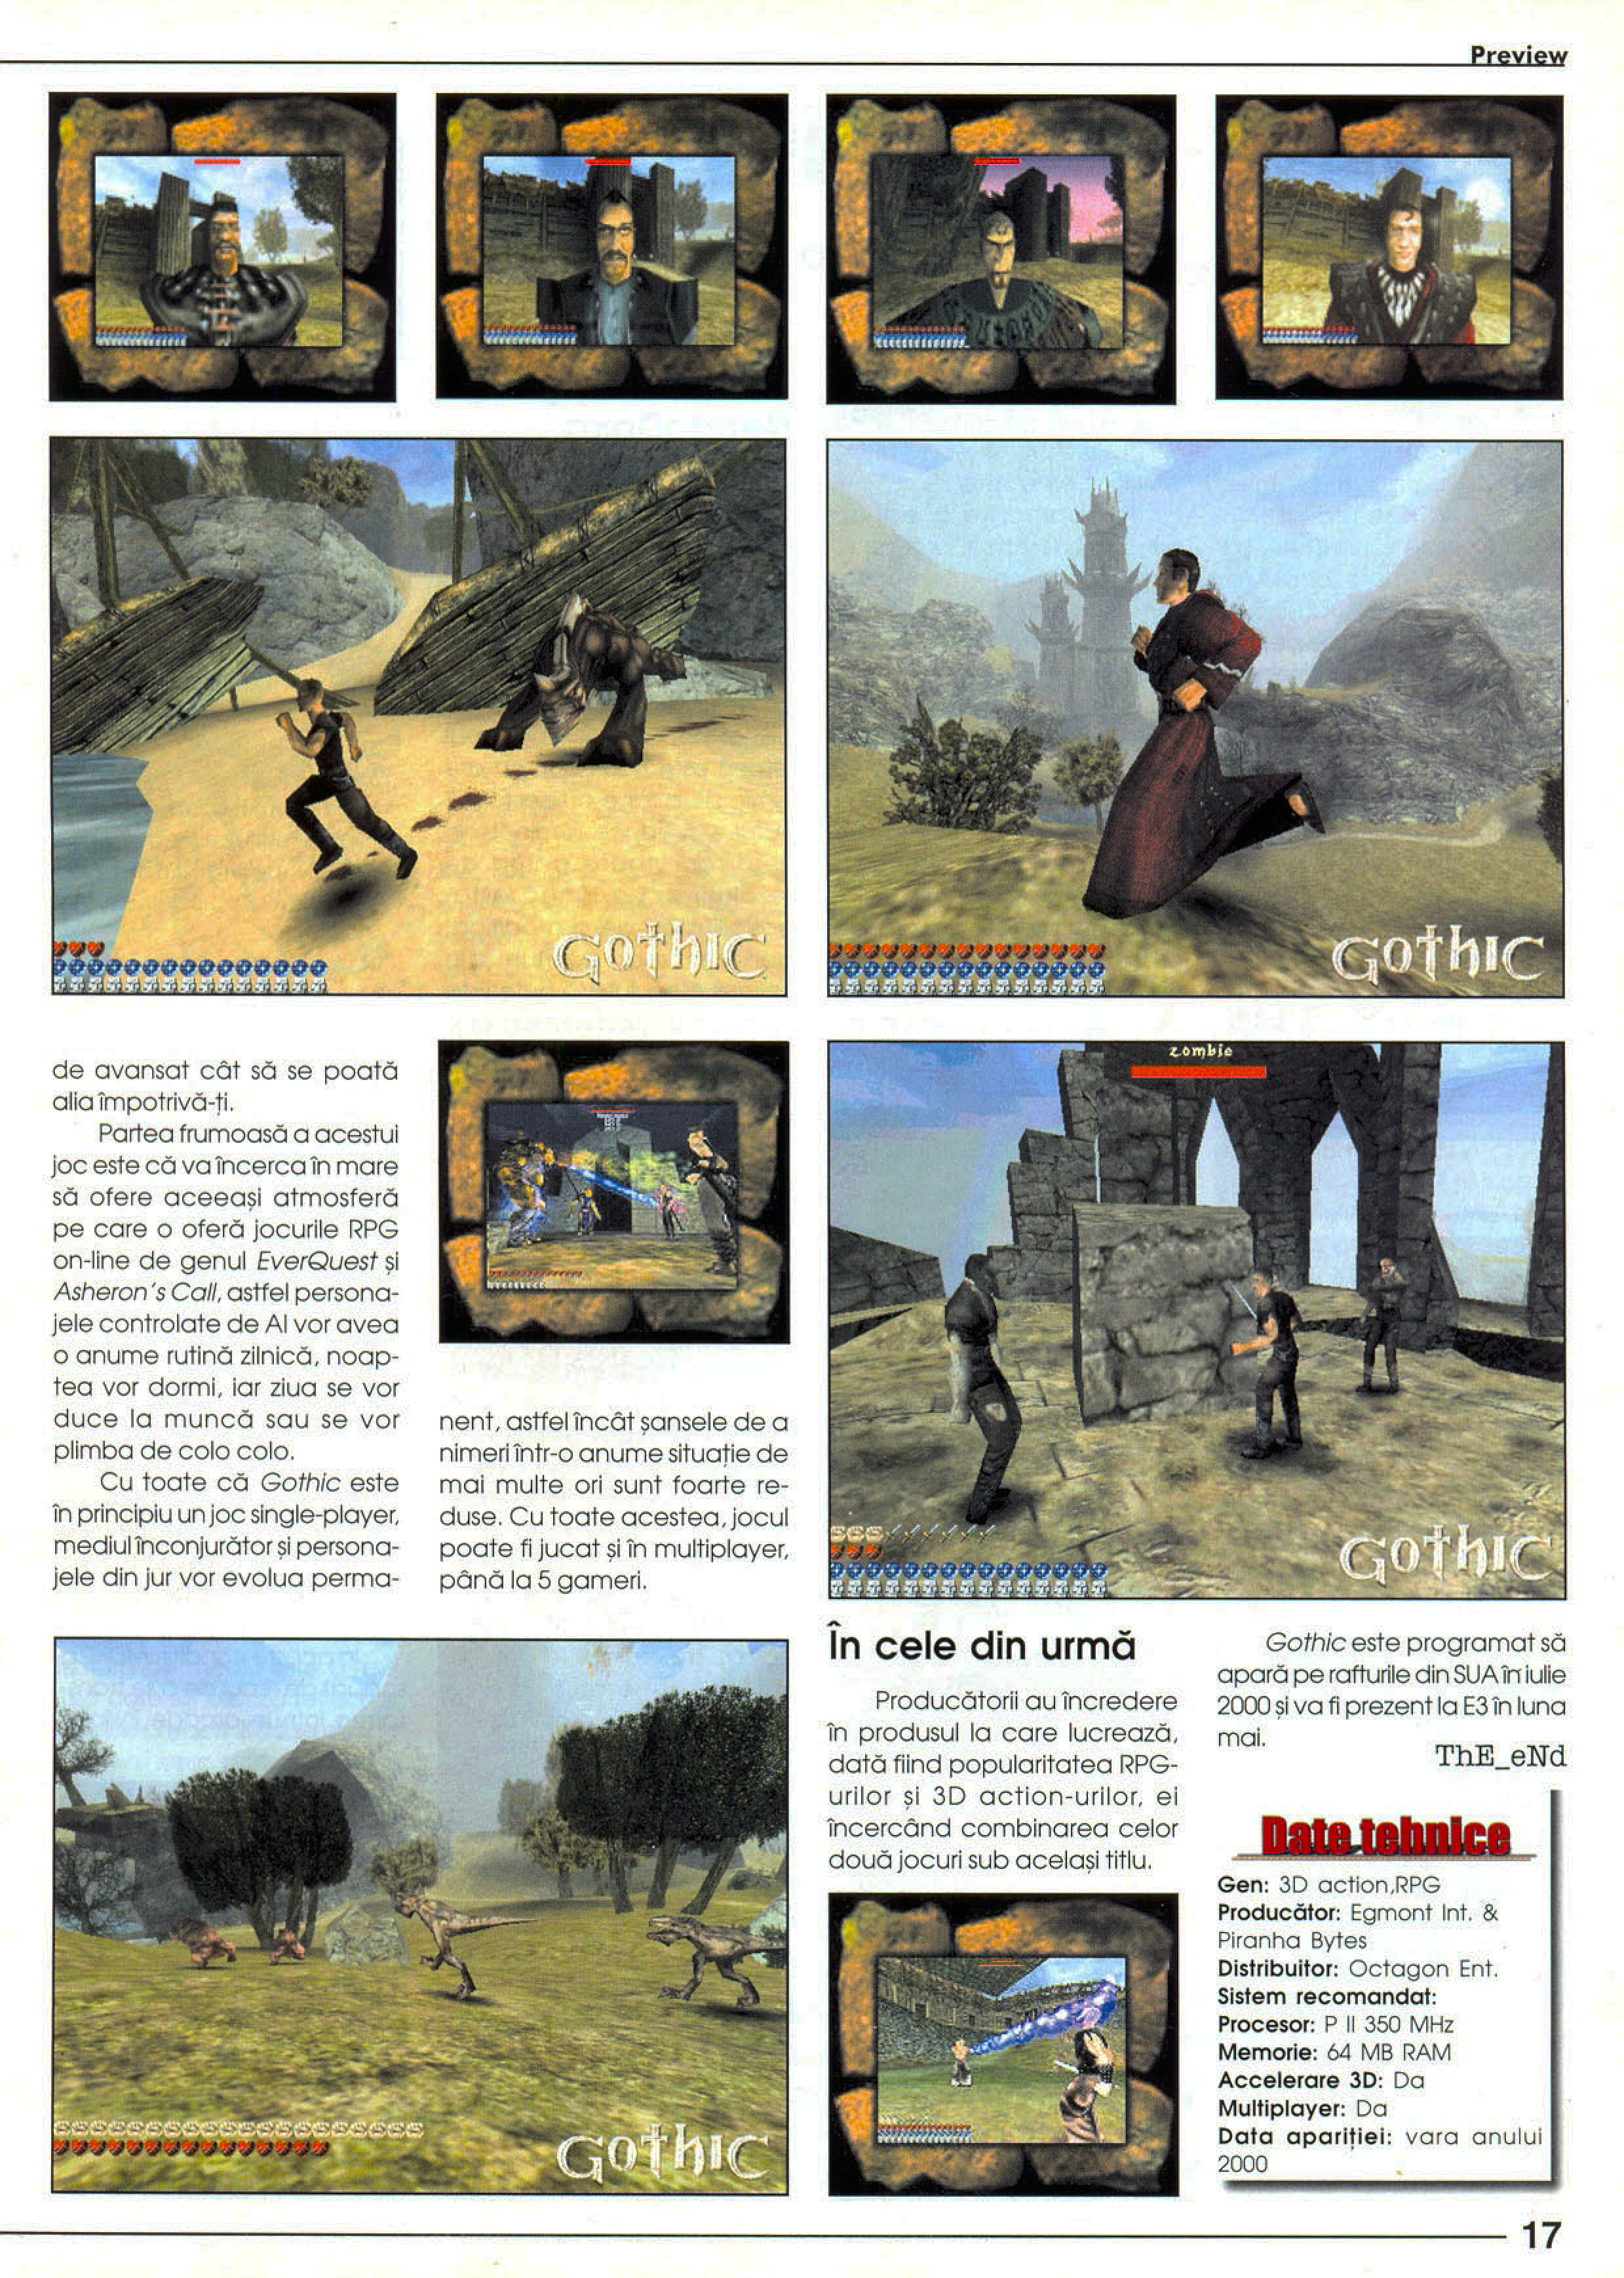 Preview
GOTHIC
GOTHIC
de avansat cât să se poată
alia împotrivă-ți.
Partea frumoasă a acestui
joc este că va încerca în mare
să ofere aceeași atmosferă
pe care o oferă jocurile RPG
on-line de genul EverQuest și
Asheron's Call, astfel persona-
jele controlate de AI vor avea
o anume rutină zilnică, noap-
tea vor dormi, iar ziua se vor
duce la muncă sau se vor
plimba de colo colo.
Cu toate că Gothic este
în principiu un joc single-player,
mediul înconjurător și persona-
jele din jur vor evolua perma-
nent, astfel încât șansele de a
nimeri într-o anume situație de
mai multe ori sunt foarte re-
duse. Cu toate acestea, jocul
poate fi jucat și în multiplayer,
până la 5 gameri.
zombie
GOTHIC
GOTHIC
În cele din urmă
Producătorii au încredere
în produsul la care lucrează,
dată fiind popularitatea RPG-
urilor și 3D action-urilor, ei
încercând combinarea celor
două jocuri sub același titlu.
Gothic este programat să
apară pe rafturile din SUA în iulie
2000 și va fi prezent la E3 în luna
mai.
ThE_eNd
Date tehnice
Gen: 3D action,RPG
Producător: Egmont Int. &
Piranha Bytes
Distribuitor: Octagon Ent.
Sistem recomandat:
Procesor: P II 350 MHz
Memorie: 64 MB RAM
Accelerare 3D: Da
Multiplayer: Da
Data apariției: vara anului
2000
17